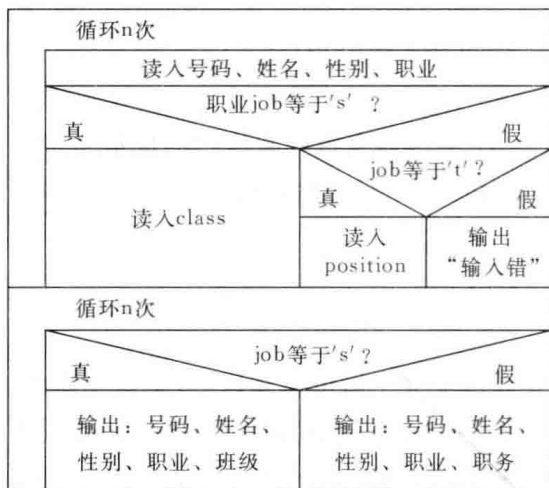 循环n次
读入号码、姓名、性别、职业
职业job等于's' ?
真
假
读入class
job等于't'?
真
假
读入
position
输出
“输入错”
循环n次
job等于's'?
真
假
输出：号码、姓名、
性别、职业、班级
输出：号码、姓名、
性别、职业、职务